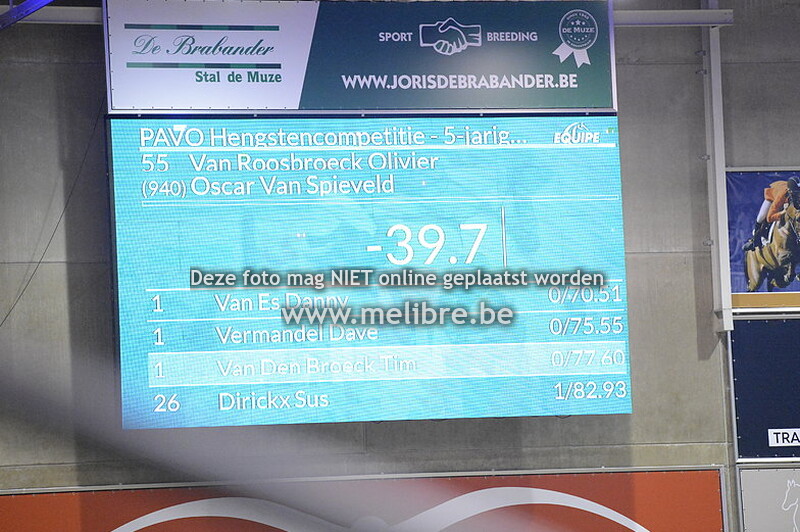 De Brabander
Stal de Muze
SPORT BREEDING
DE MUZE
WWW.JORISDEBRABANDER.BE
PAVO Hengstencompetitie - 5-jarig... EQUIPE
55 Van Roosbroeck Olivier
(940) Oscar Van Spieveld
-39.7
Deze foto mag NIET online geplaatst worden
1 Van Es Danny 0/70.51
www.melibre.be
1 Vermandel Dave 0/75.55
1 Van Den Broeck Tim 0/77.60
26 Dirickx Sus 1/82.93
TRA